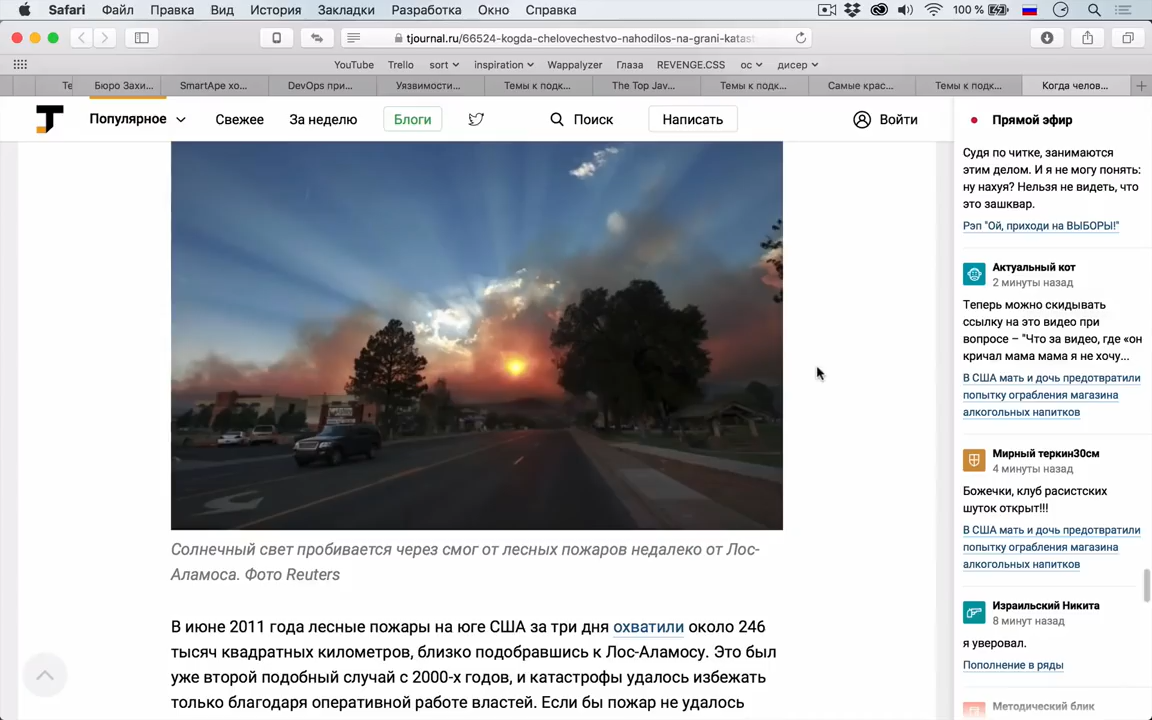 Safari Файл Правка Вид История Закладки Разработка Окно Справка 100 %
tjournal.ru/66524-kogda-chelovechestvo-nahodilos-na-grani-katast
YouTube Trello sort inspiration Wappalyzer Глаза REVENGE.CSS ос дисер
Те Бюро Захи... SmartApe хо... DevOps при... Уязвимости... Темы к подк... The Top Jav... Темы к подк... Самые крас... Темы к подк... Когда челов...
Популярное Свежее За неделю Блоги Поиск Написать Войти
Солнечный свет пробивается через смог от лесных пожаров недалеко от Лос-
Аламоса. Фото Reuters
В июне 2011 года лесные пожары на юге США за три дня охватили около 246
тысяч квадратных километров, близко подобравшись к Лос-Аламосу. Это был
уже второй подобный случай с 2000-х годов, и катастрофы удалось избежать
только благодаря оперативной работе властей. Если бы пожар не удалось
Прямой эфир
Судя по читке, занимаются
этим делом. И я не могу понять:
ну нахуя? Нельзя не видеть, что
это зашквар.
Рэп "Ой, приходи на ВЫБОРЫ!"
Актуальный кот
2 минуты назад
Теперь можно скидывать
ссылку на это видео при
вопросе – "Что за видео, где «он
кричал мама мама я не хочу...
В США мать и дочь предотвратили
попытку ограбления магазина
алкогольных напитков
Мирный теркин30см
4 минуты назад
Божечки, клуб расистских
шуток открыт!!!
В США мать и дочь предотвратили
попытку ограбления магазина
алкогольных напитков
Израильский Никита
8 минут назад
я уверовал.
Пополнение в ряды
Методический блик